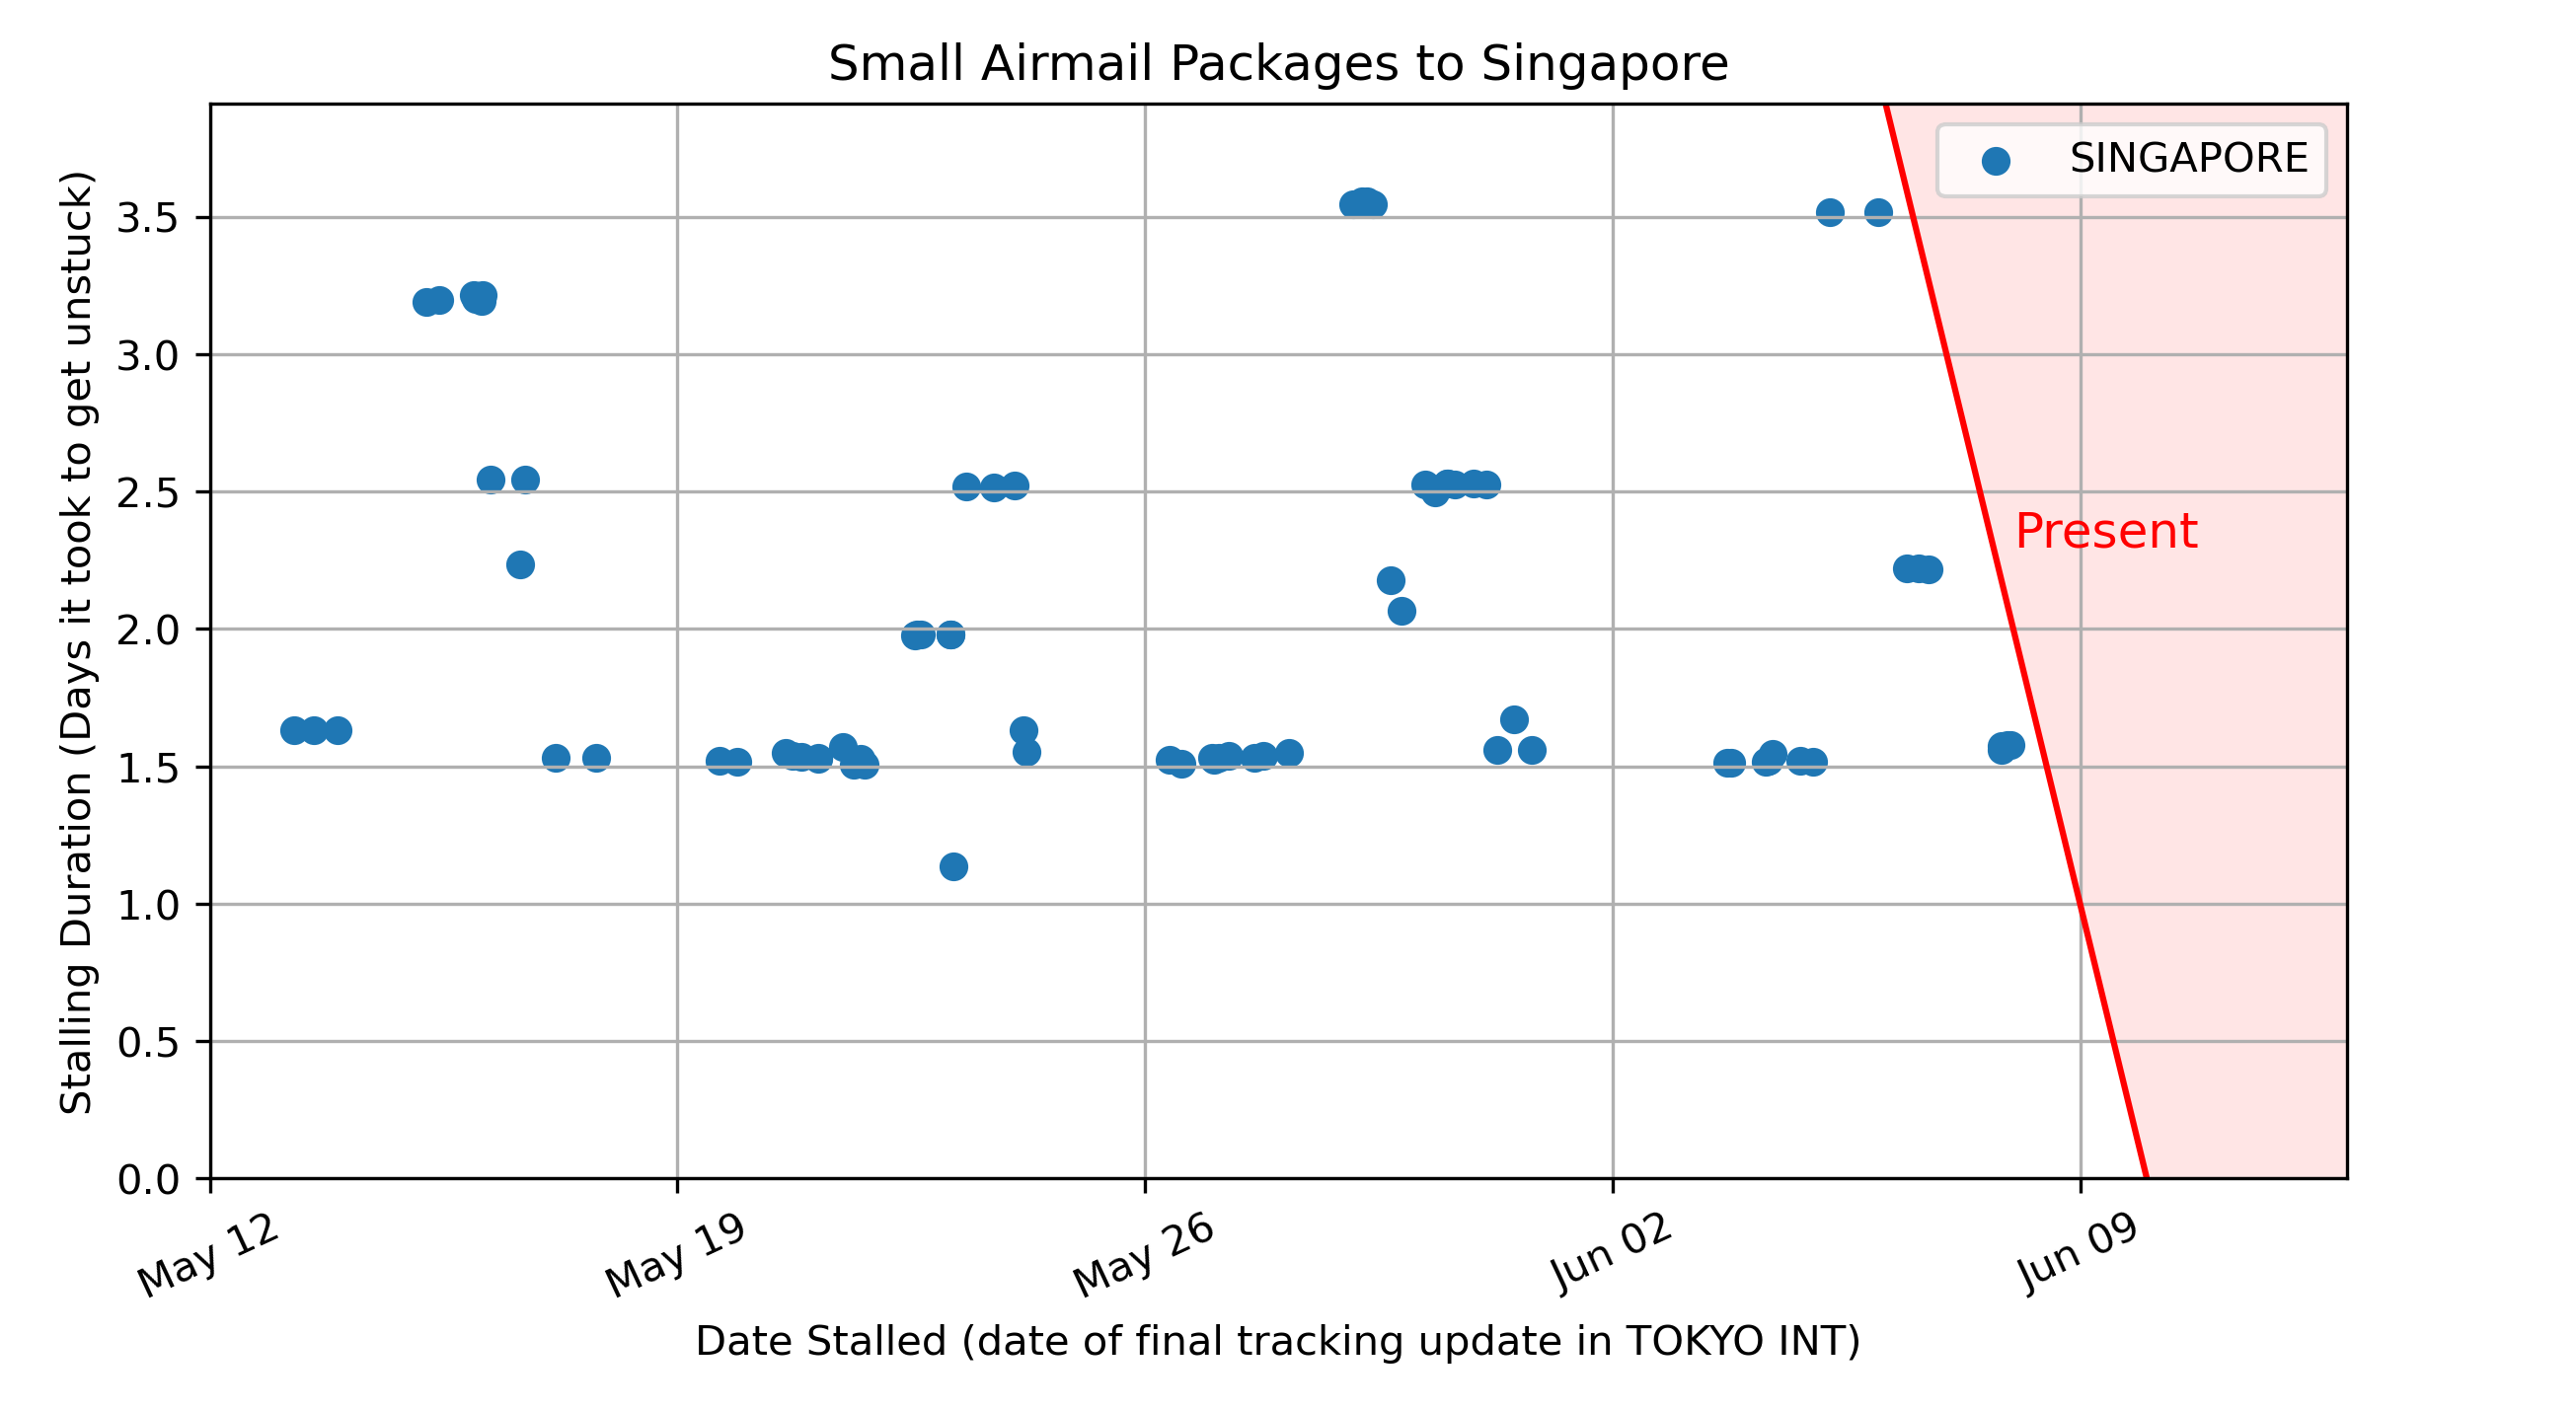 Small Airmail Packages to Singapore
SINGAPORE
Present
Stalling Duration (Days it took to get unstuck)
3.5
3.0
2.5
2.0
1.5
1.0
0.5
0.0
May 12
May 19
May 26
Jun 02
Jun 09
Date Stalled (date of final tracking update in TOKYO INT)